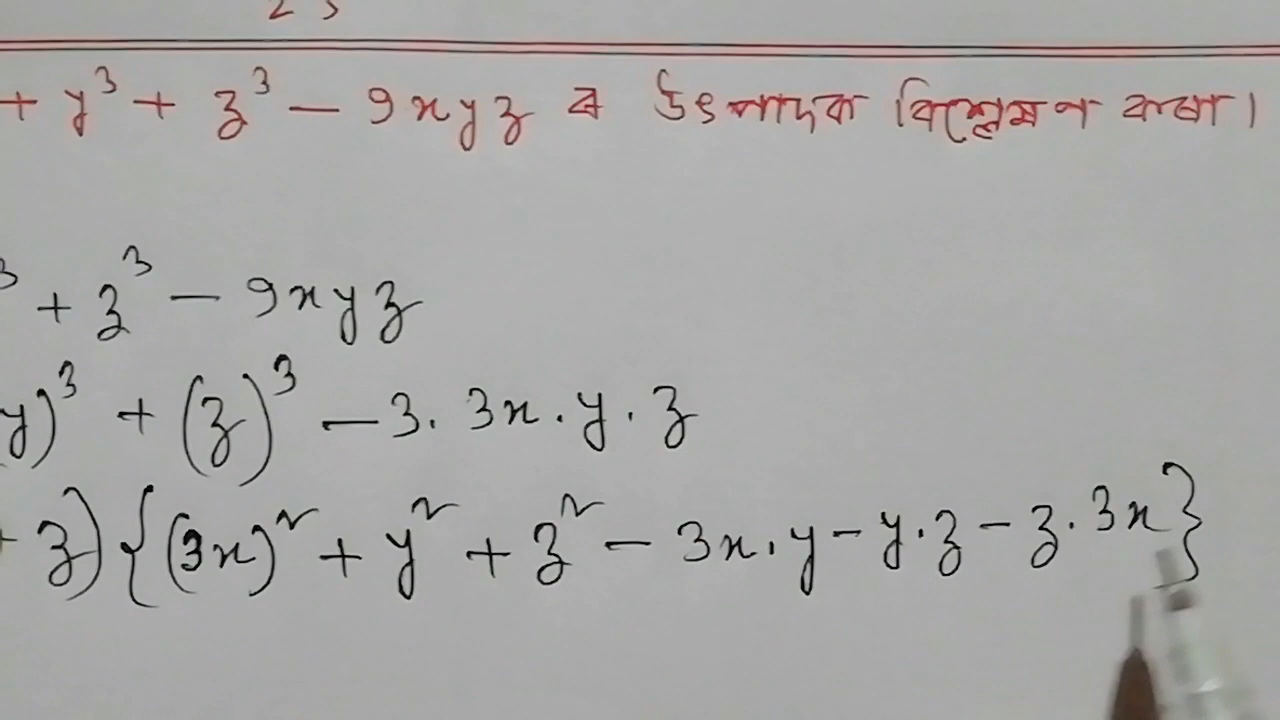 + y³ + z³ - 9xyz র উৎপাদক বিশ্লেষণ করো।
³ + z³ - 9xyz
y)³ + (z)³ - 3. 3x.y.z
+ z) {(3x)² + y² + z² - 3x.y - y.z - z.3x}